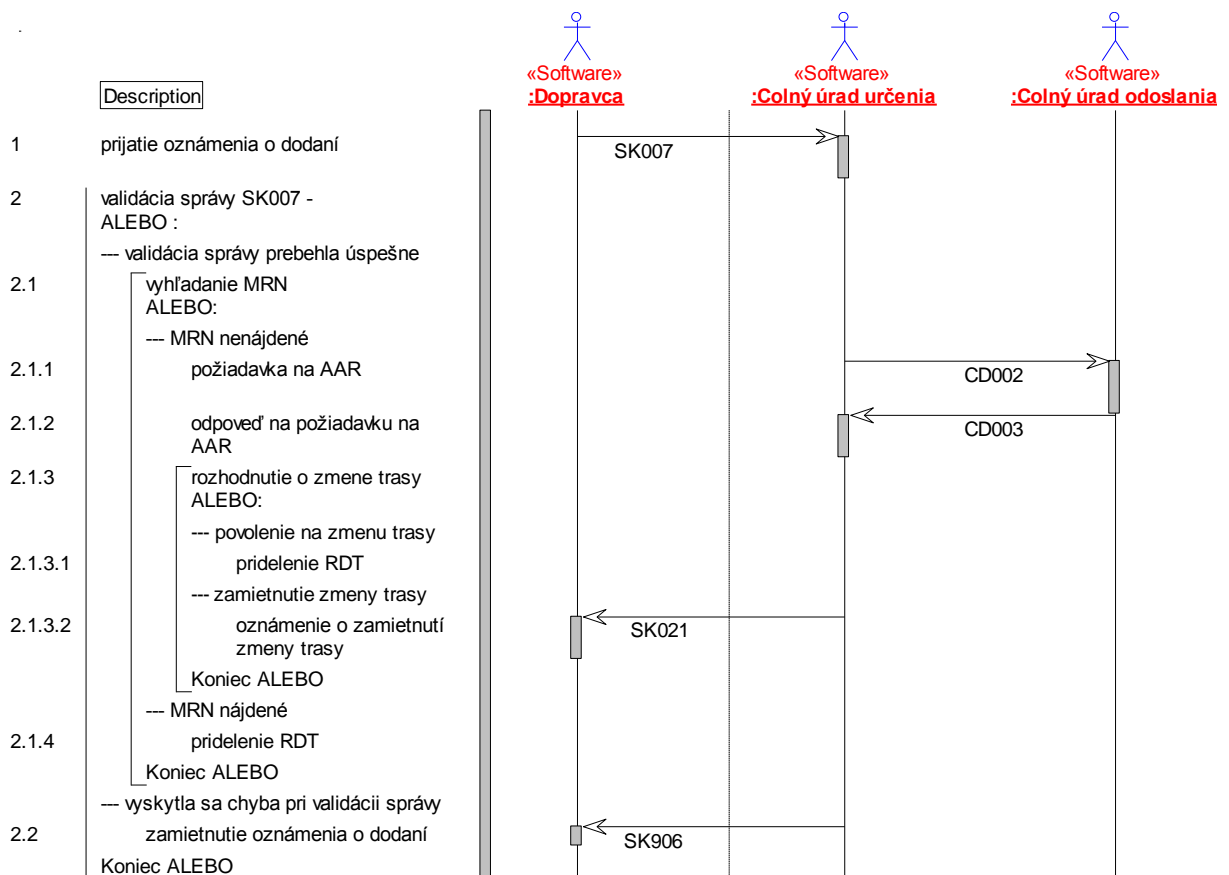 .
«Software» «Software» «Software»
Description :Dopravca :Colný úrad určenia :Colný úrad odoslania
1 prijatie oznámenia o dodaní SK007
2 validácia správy SK007 -
ALEBO :
--- validácia správy prebehla úspešne
2.1 vyhľadanie MRN
ALEBO:
--- MRN nenájdené
2.1.1 požiadavka na AAR CD002
2.1.2 odpoveď na požiadavku na CD003
AAR
2.1.3 rozhodnutie o zmene trasy
ALEBO:
--- povolenie na zmenu trasy
2.1.3.1 pridelenie RDT
--- zamietnutie zmeny trasy
2.1.3.2 oznámenie o zamietnutí SK021
zmeny trasy
Koniec ALEBO
--- MRN nájdené
2.1.4 pridelenie RDT
Koniec ALEBO
--- vyskytla sa chyba pri validácii správy
2.2 zamietnutie oznámenia o dodaní SK906
Koniec ALEBO